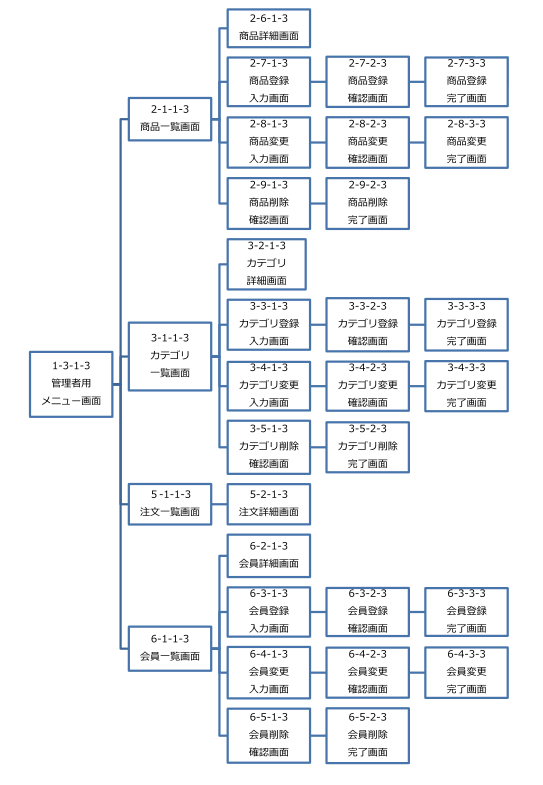 1-3-1-3
管理者用
メニュー画面
2-1-1-3
商品一覧画面
2-6-1-3
商品詳細画面
2-7-1-3
商品登録
入力画面
2-7-2-3
商品登録
確認画面
2-7-3-3
商品登録
完了画面
2-8-1-3
商品変更
入力画面
2-8-2-3
商品変更
確認画面
2-8-3-3
商品変更
完了画面
2-9-1-3
商品削除
確認画面
2-9-2-3
商品削除
完了画面
3-1-1-3
カテゴリ
一覧画面
3-2-1-3
カテゴリ
詳細画面
3-3-1-3
カテゴリ登録
入力画面
3-3-2-3
カテゴリ登録
確認画面
3-3-3-3
カテゴリ登録
完了画面
3-4-1-3
カテゴリ変更
入力画面
3-4-2-3
カテゴリ変更
確認画面
3-4-3-3
カテゴリ変更
完了画面
3-5-1-3
カテゴリ削除
確認画面
3-5-2-3
カテゴリ削除
完了画面
5-1-1-3
注文一覧画面
5-2-1-3
注文詳細画面
6-1-1-3
会員一覧画面
6-2-1-3
会員詳細画面
6-3-1-3
会員登録
入力画面
6-3-2-3
会員登録
確認画面
6-3-3-3
会員登録
完了画面
6-4-1-3
会員変更
入力画面
6-4-2-3
会員変更
確認画面
6-4-3-3
会員変更
完了画面
6-5-1-3
会員削除
確認画面
6-5-2-3
会員削除
完了画面